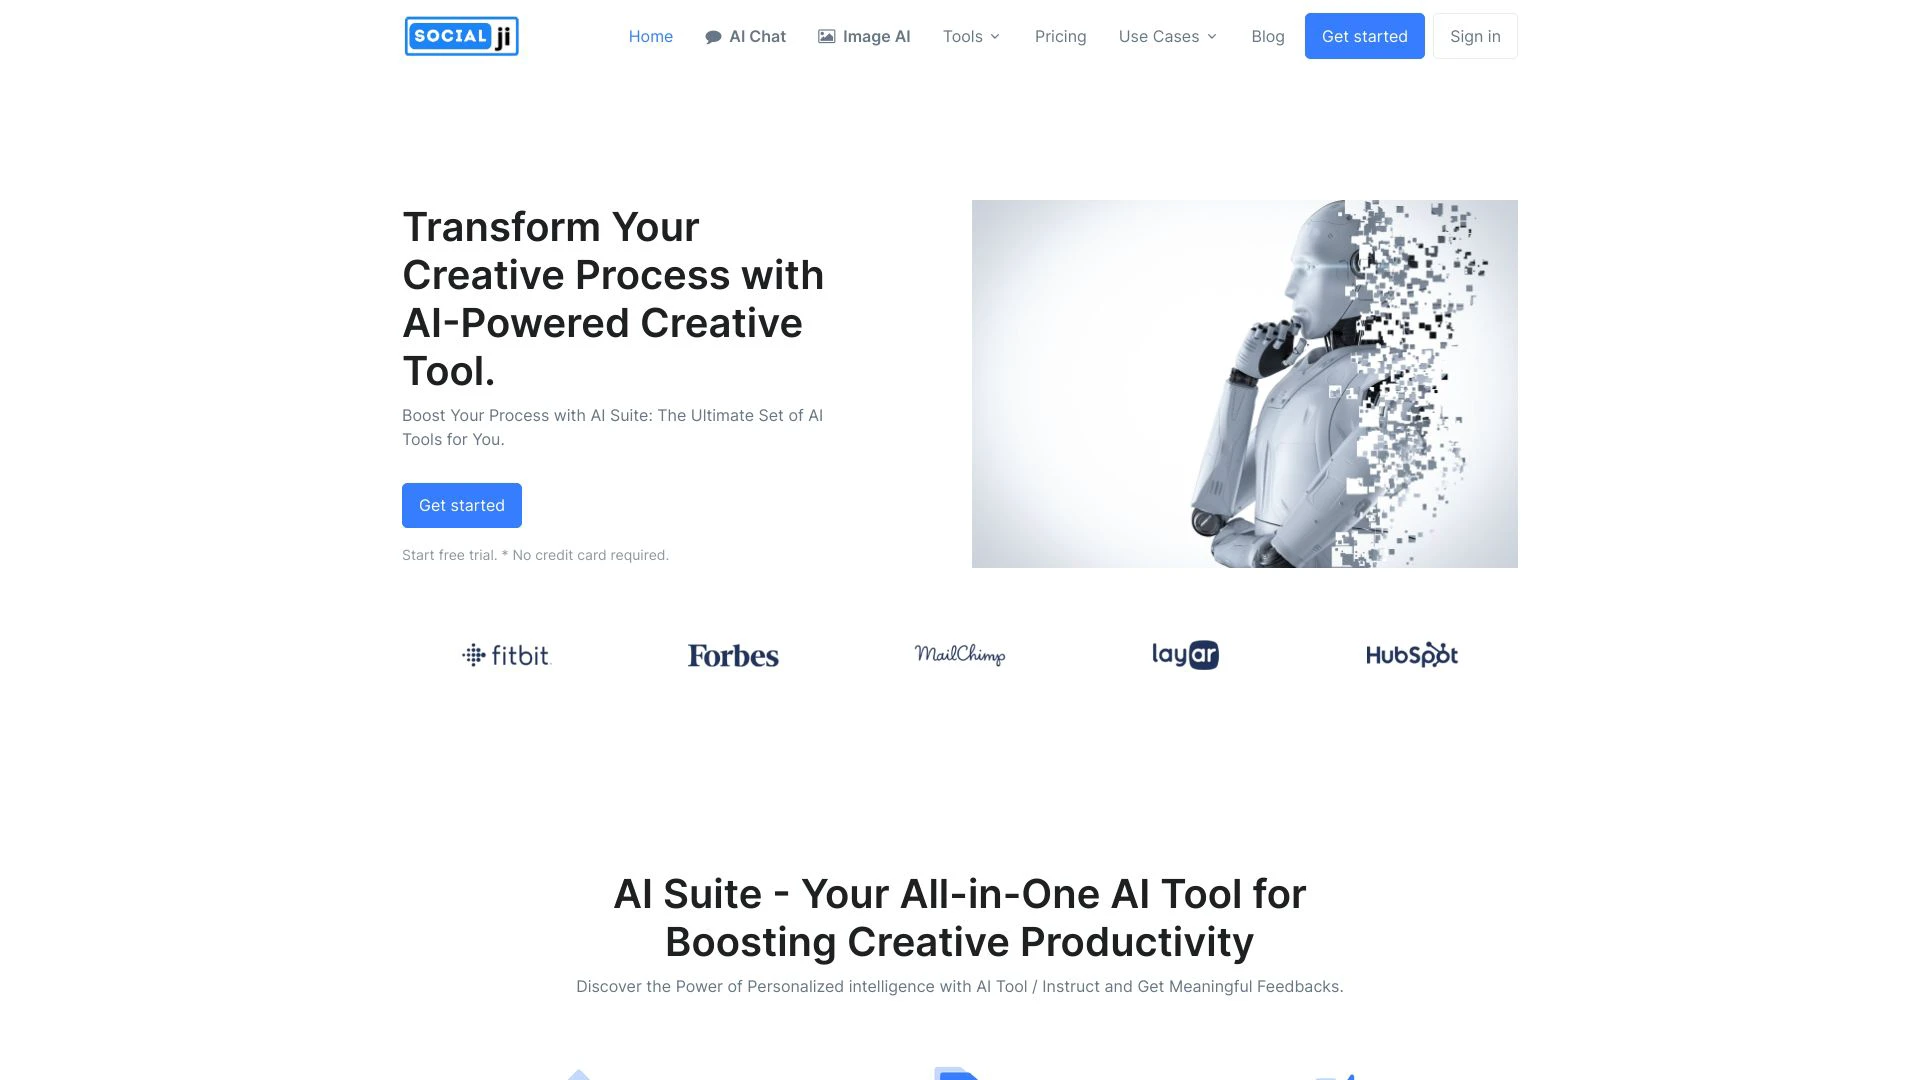 SOCIAL ji
Home
AI Chat
Image AI
Tools
Pricing
Use Cases
Blog
Get started
Sign in
Transform Your
Creative Process with
AI-Powered Creative
Tool.
Boost Your Process with AI Suite: The Ultimate Set of AI
Tools for You.
Get started
Start free trial. * No credit card required.
fitbit
Forbes
MailChimp
layar
HubSpot
AI Suite - Your All-in-One AI Tool for
Boosting Creative Productivity
Discover the Power of Personalized intelligence with AI Tool / Instruct and Get Meaningful Feedbacks.